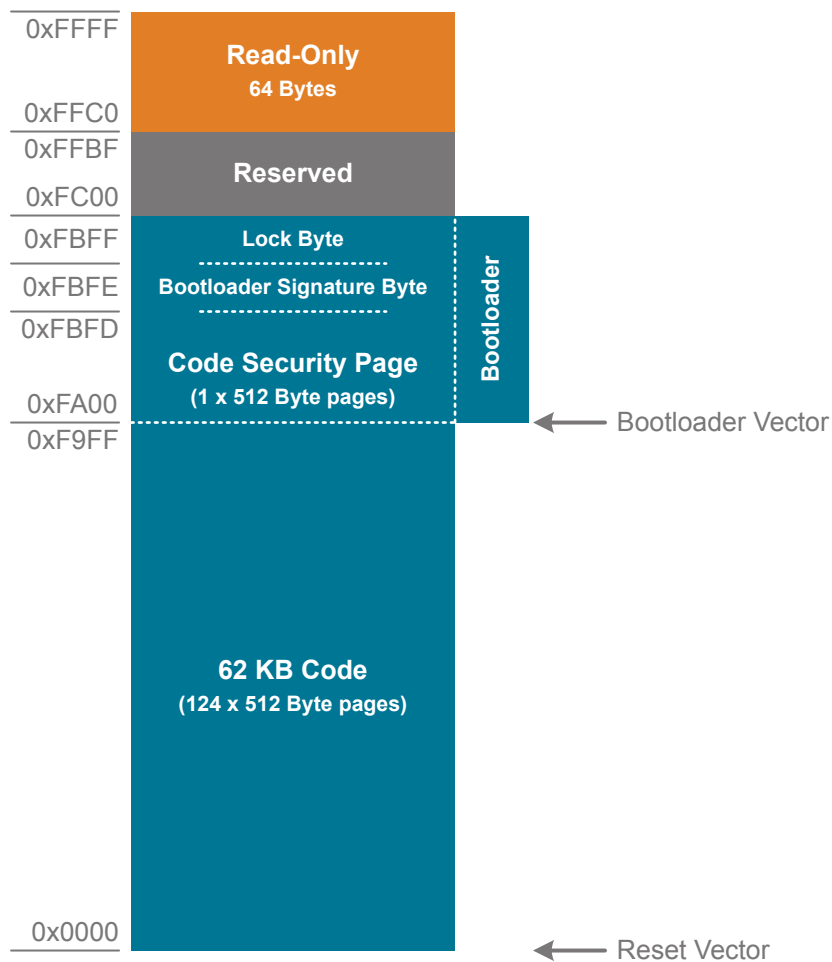 0xFFFF
Read-Only
64 Bytes
0xFFC0
0xFFBF
Reserved
0xFC00
0xFBFF
Lock Byte
0xFBFE
Bootloader Signature Byte
0xFBFD
Code Security Page
(1 x 512 Byte pages)
Bootloader
0xFA00
Bootloader Vector
0xF9FF
62 KB Code
(124 x 512 Byte pages)
0x0000
Reset Vector